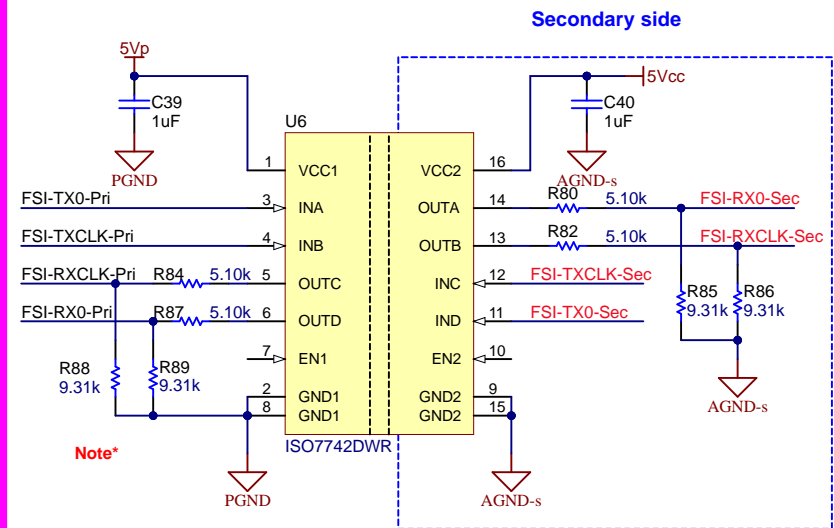 Secondary side
5Vp
5Vcc
C39
1uF
C40
1uF
U6
PGND
AGND-s
1 VCC1 VCC2 16
FSI-TX0-Pri 3 INA OUTA 14 R80 5.10k FSI-RX0-Sec
FSI-TXCLK-Pri 4 INB OUTB 13 R82 5.10k FSI-RXCLK-Sec
FSI-RXCLK-Pri R84 5.10k 5 OUTC INC 12 FSI-TXCLK-Sec
FSI-RX0-Pri R87 5.10k 6 OUTD IND 11 FSI-TX0-Sec
R85 R86
9.31k 9.31k
7 EN1 EN2 10
R88 R89
9.31k 9.31k
2 GND1 GND2 9
8 GND1 GND2 15
AGND-s
Note*
ISO7742DWR
PGND
AGND-s